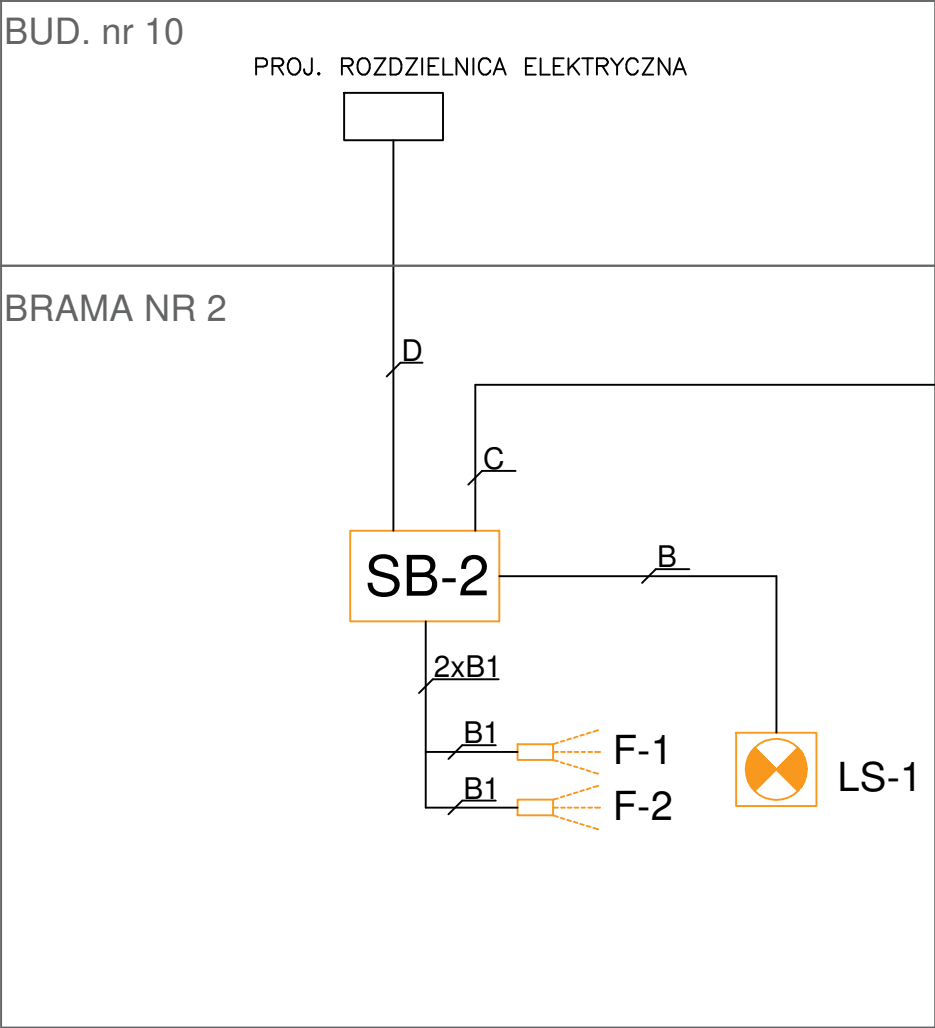 BUD. nr 10
PROJ. ROZDZIELNICA ELEKTRYCZNA
BRAMA NR 2
D
C
SB-2
B
2xB1
B1
F-1
B1
F-2
LS-1